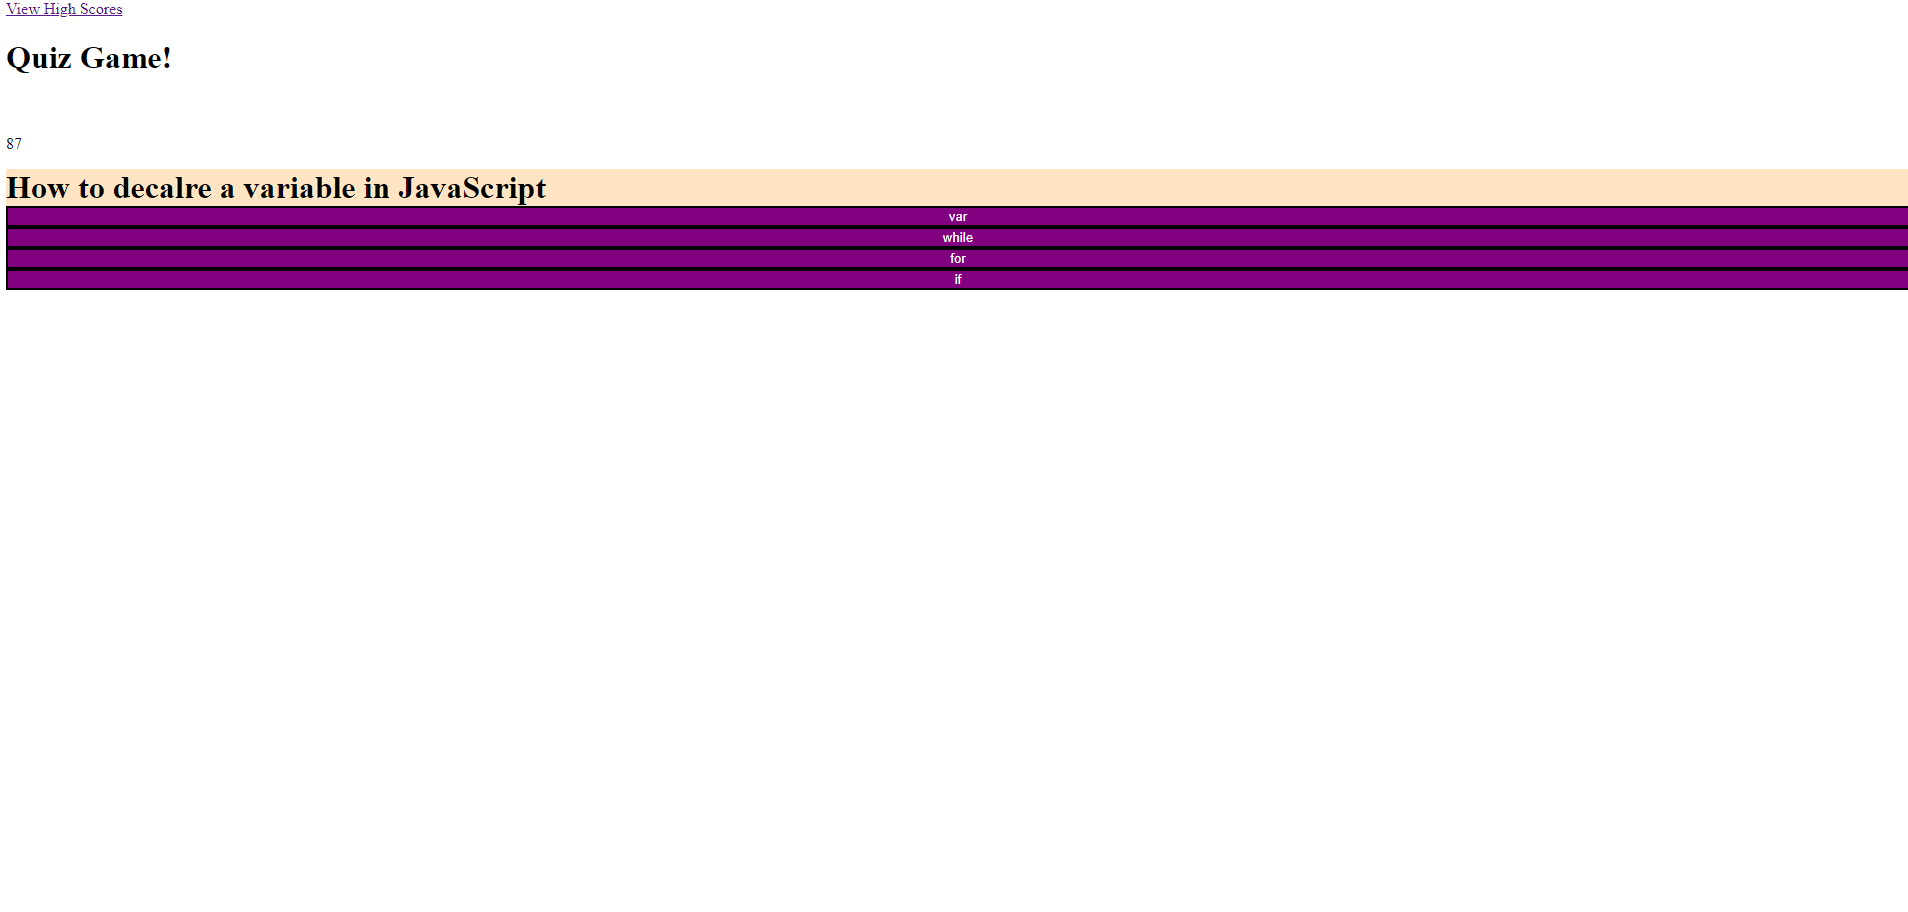 View High Scores
Quiz Game!
87
How to decalre a variable in JavaScript
var
while
for
if